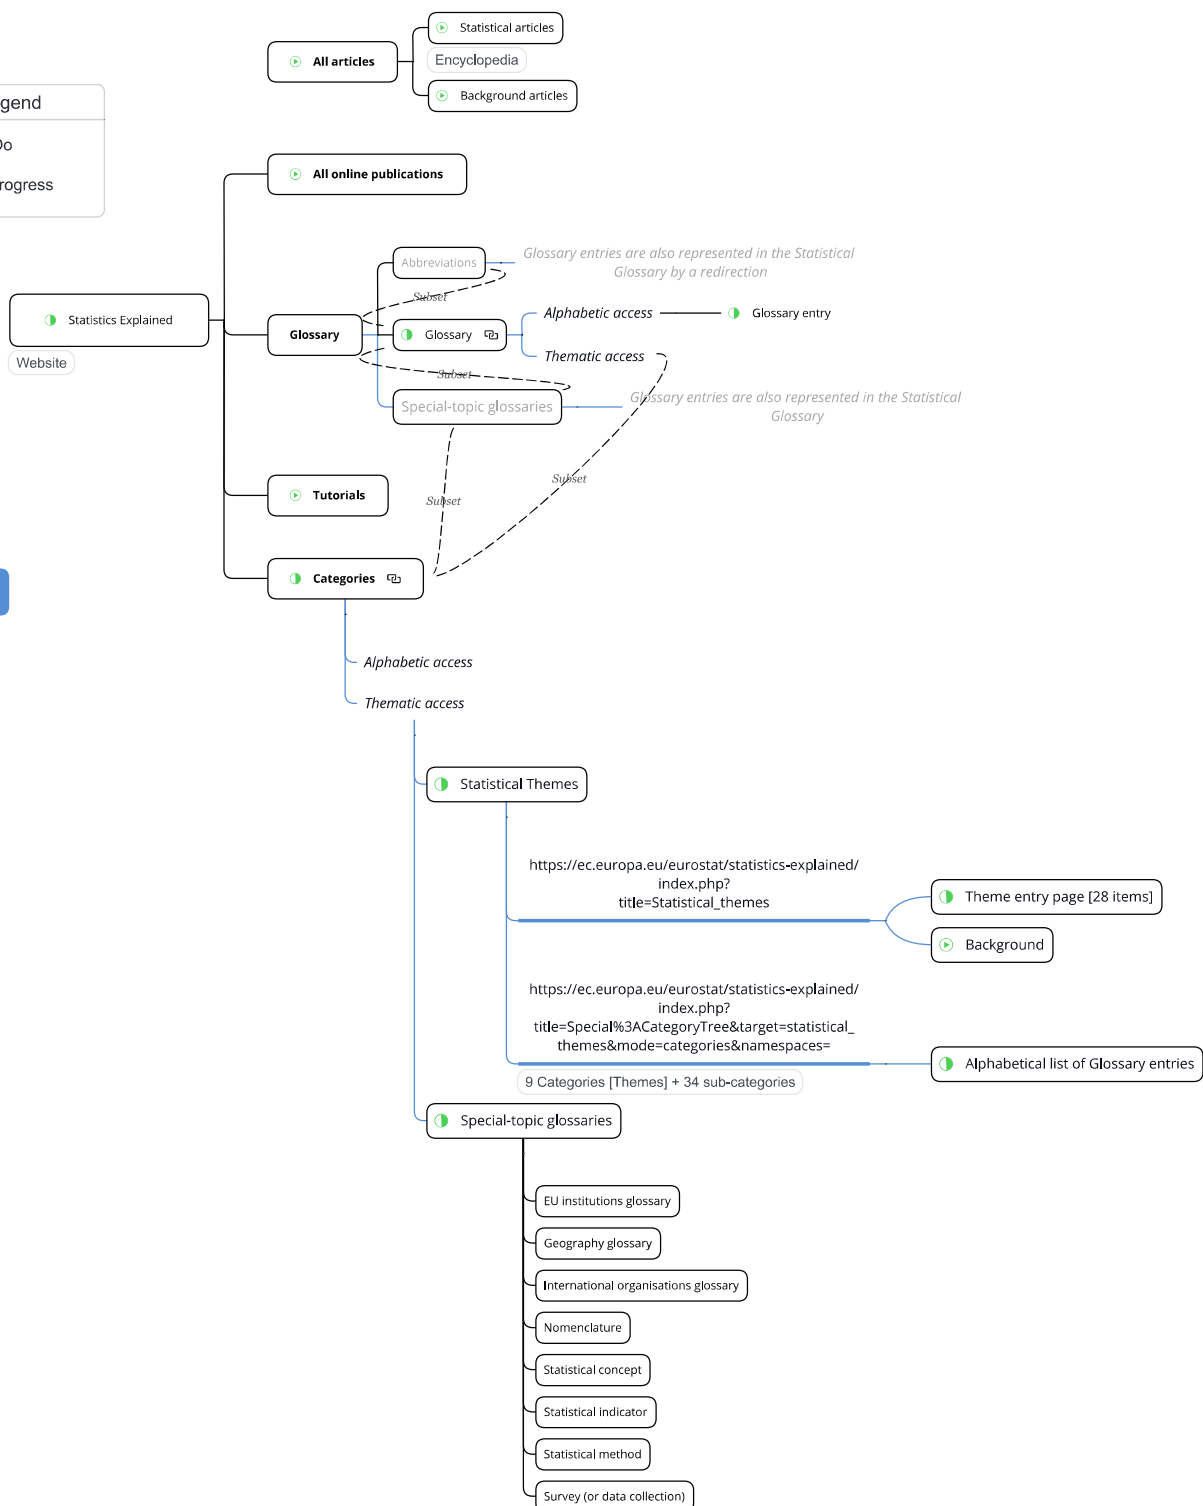 Statistical articles
All articles
Encyclopedia
Background articles
gend
Do
rogress
All online publications
Abbreviations
Glossary entries are also represented in the Statistical
Glossary by a redirection
Subset
Statistics Explained
Website
Glossary
Glossary
Alphabetic access
Glossary entry
Thematic access
Subset
Special-topic glossaries
Glossary entries are also represented in the Statistical
Glossary
Subset
Tutorials
Subset
Categories
Alphabetic access
Thematic access
Statistical Themes
https://ec.europa.eu/eurostat/statistics-explained/
index.php?
title=Statistical_themes
Theme entry page [28 items]
Background
https://ec.europa.eu/eurostat/statistics-explained/
index.php?
title=Special%3ACategoryTree&target=statistical_
themes&mode=categories&namespaces=
Alphabetical list of Glossary entries
9 Categories [Themes] + 34 sub-categories
Special-topic glossaries
EU institutions glossary
Geography glossary
International organisations glossary
Nomenclature
Statistical concept
Statistical indicator
Statistical method
Survey (or data collection)